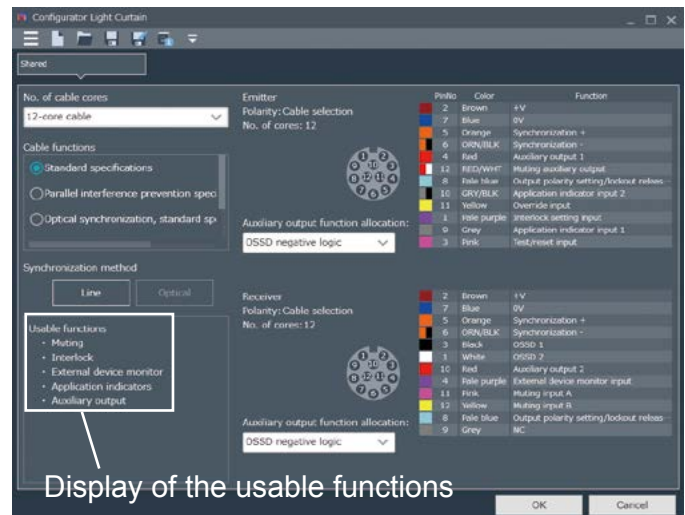 Configurator Light Curtain
Shared
No. of cable cores
12-core cable
Cable functions
Standard specifications
Parallel interference prevention speci
Optical synchronization, standard sp
Synchronization method
Line Optical
Usable functions
・Muting
・Interlock
・External device monitor
・Application indicators
・Auxiliary output
Emitter
Polarity: Cable selection
No. of cores: 12
Auxiliary output function allocation:
OSSD negative logic
PinNo Color Function
2 Brown +V
7 Blue 0V
5 Orange Synchronization +
6 ORN/BLK Synchronization -
4 Red Auxiliary output 1
12 RED/WHT Muting auxiliary output
8 Pale blue Output polarity setting/lockout releas
10 GRY/BLK Application indicator input 2
11 Yellow Override input
1 Pale purple Interlock setting input
9 Grey Application indicator input 1
3 Pink Test/reset input
Receiver
Polarity: Cable selection
No. of cores: 12
Auxiliary output function allocation:
OSSD negative logic
2 Brown +V
7 Blue 0V
5 Orange Synchronization +
6 ORN/BLK Synchronization -
3 Black OSSD 1
1 White OSSD 2
10 Red Auxiliary output 2
4 Pale purple External device monitor input
11 Pink Muting input A
12 Yellow Muting input B
8 Pale blue Output polarity setting/lockout releas
9 Grey NC
Display of the usable functions
OK Cancel